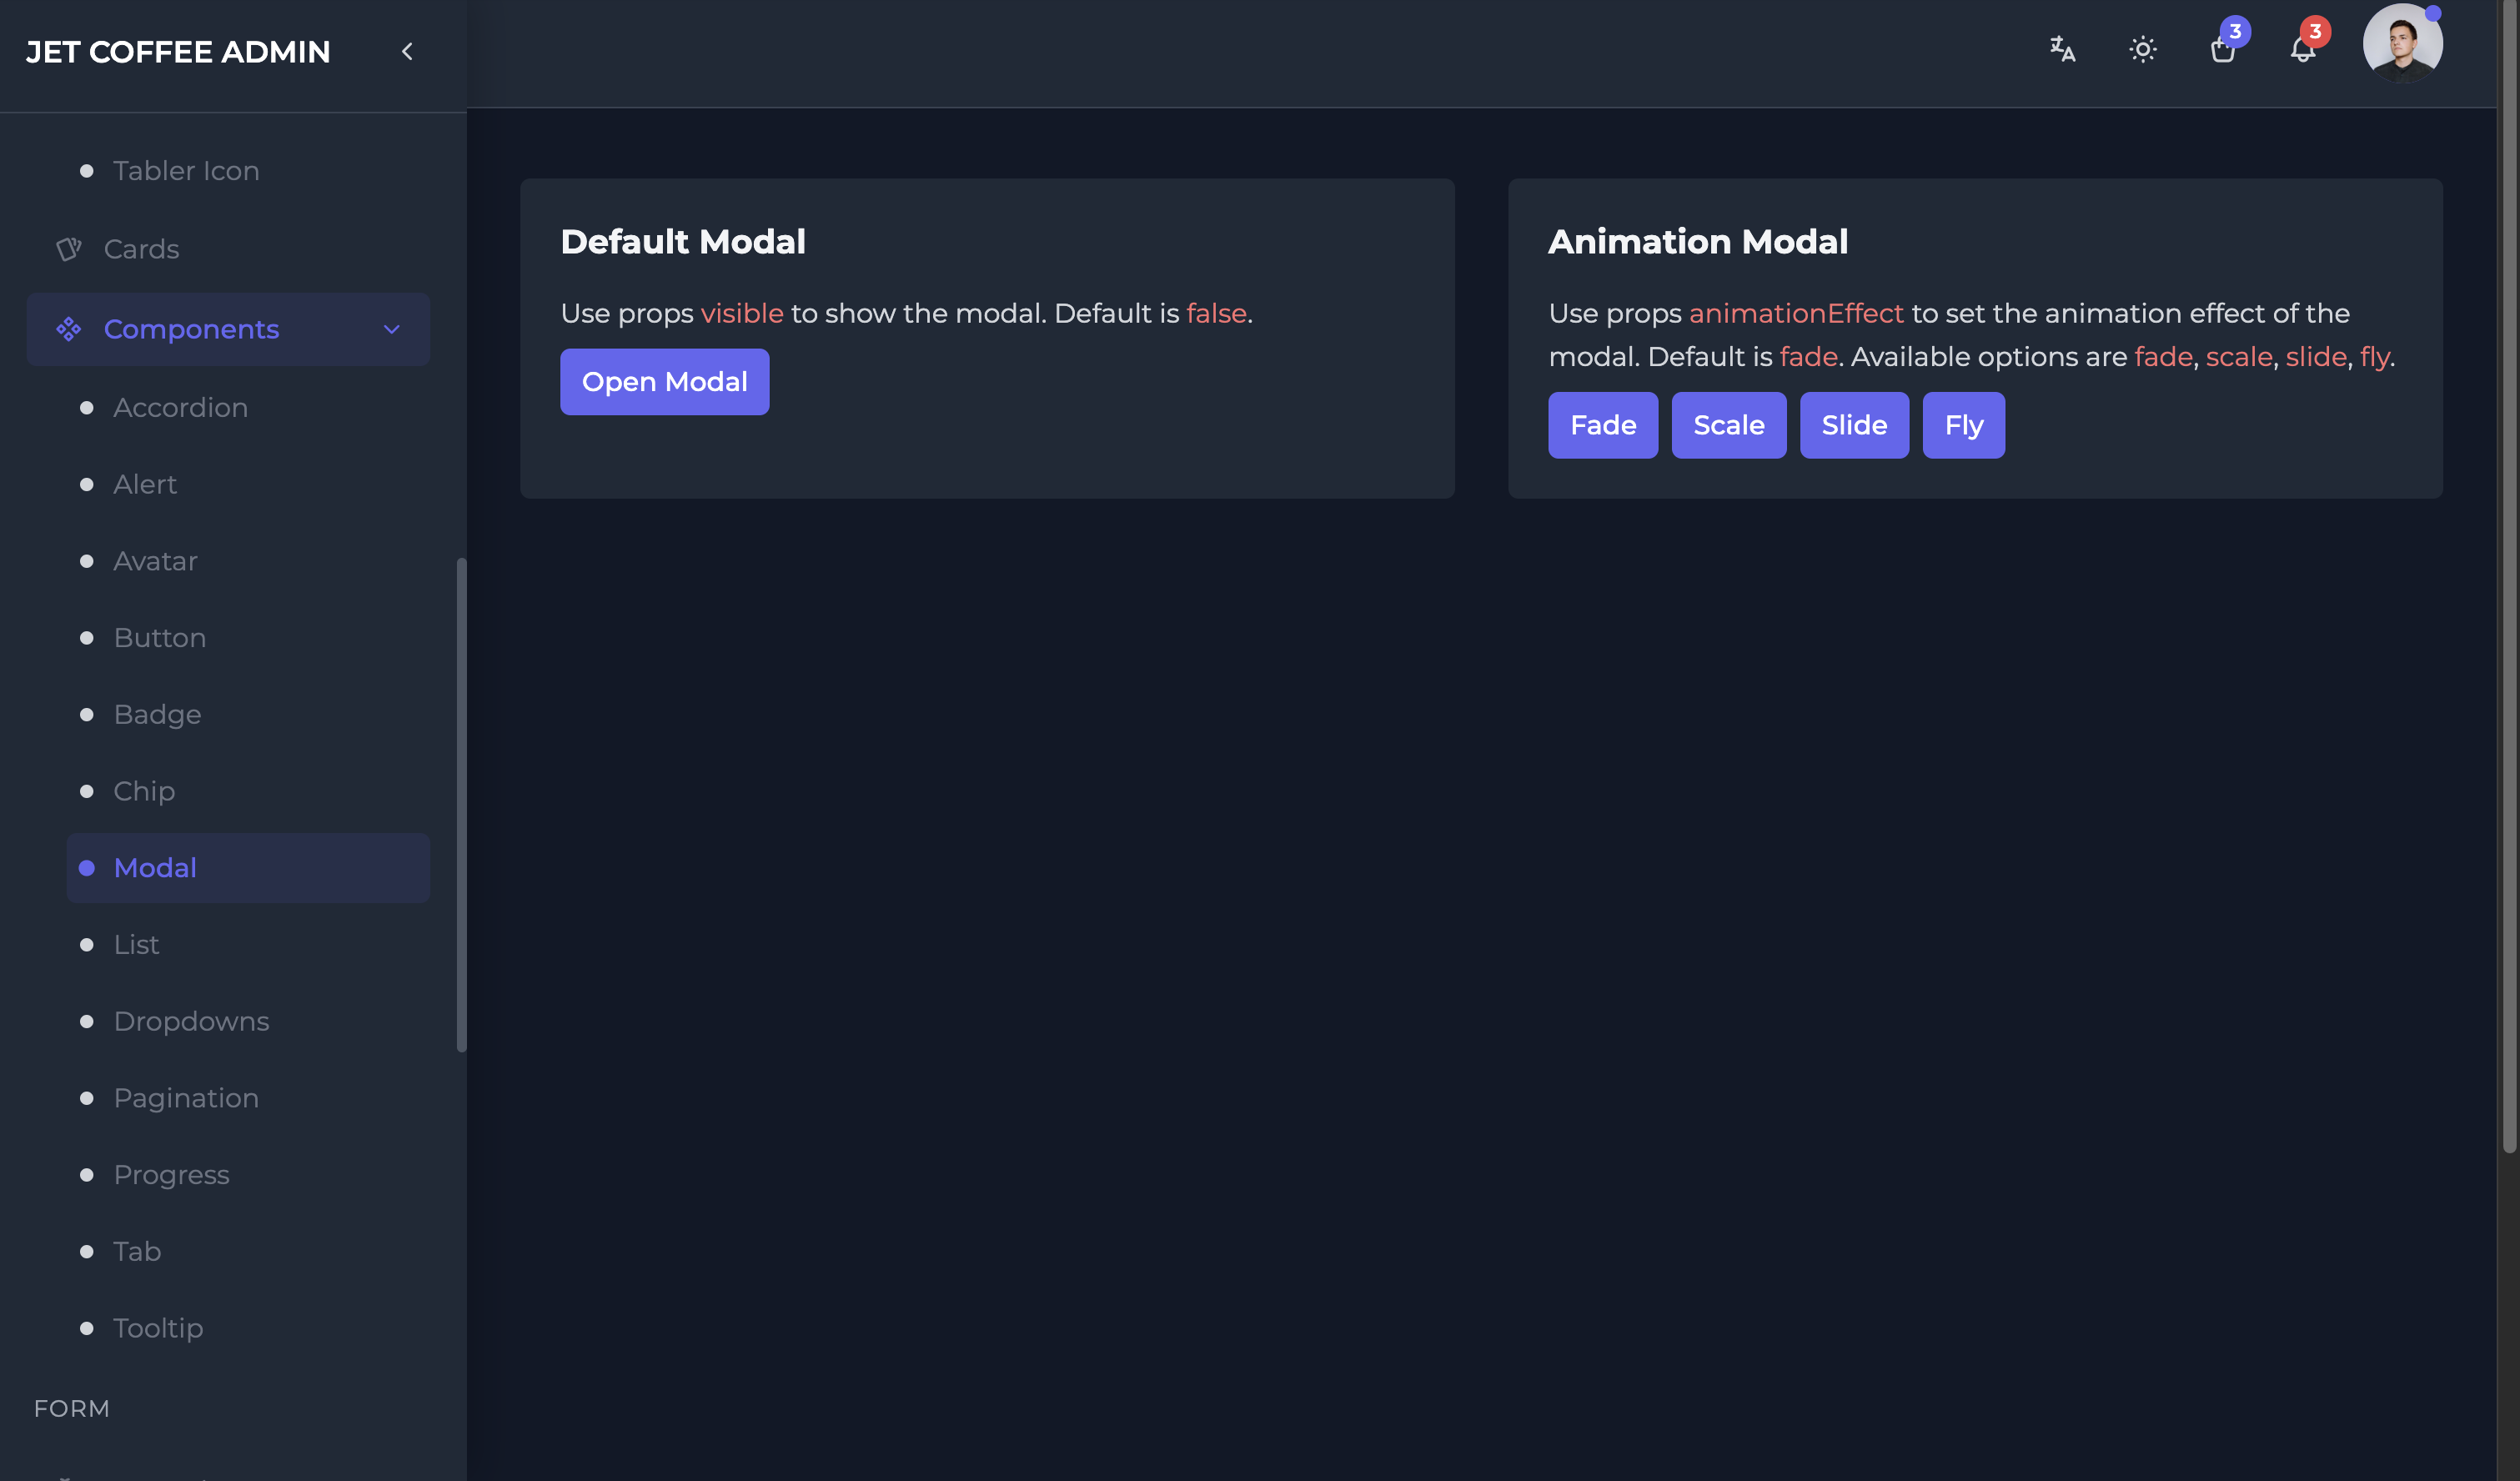 JET COFFEE ADMIN
3
3
Tabler Icon
Cards
Components
Accordion
Alert
Avatar
Button
Badge
Chip
Modal
List
Dropdowns
Pagination
Progress
Tab
Tooltip
FORM
Default Modal
Use props visible to show the modal. Default is false.
Open Modal
Animation Modal
Use props animationEffect to set the animation effect of the
modal. Default is fade. Available options are fade, scale, slide, fly.
Fade Scale Slide Fly